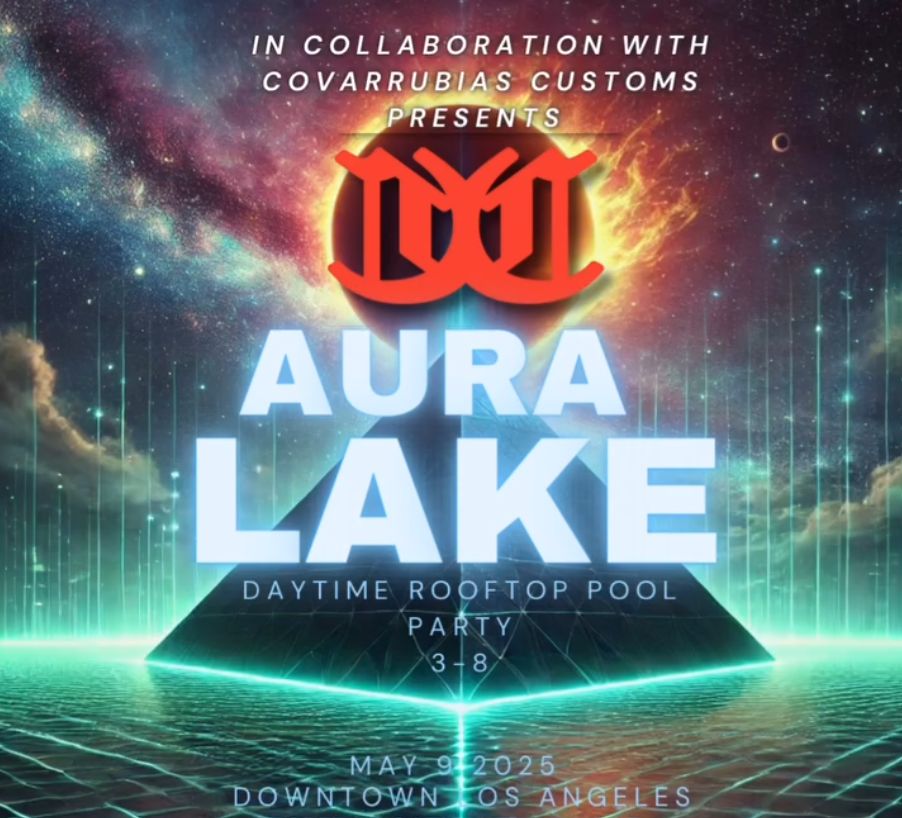 IN COLLABORATION WITH
COVARRUBIAS CUSTOMS
PRESENTS
AURA
LAKE
DAYTIME ROOFTOP POOL
PARTY
3-8
MAY 9 2025
DOWNTOWN LOS ANGELES